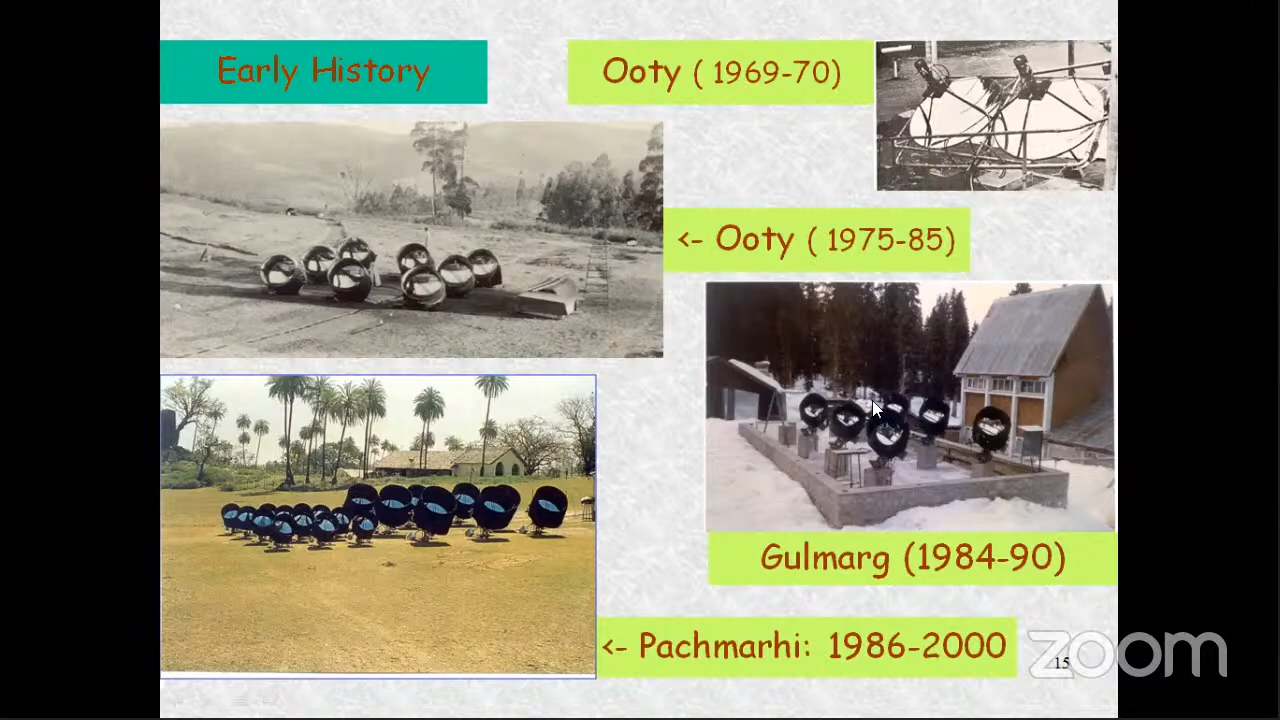 Early History
Ooty ( 1969-70)
<- Ooty ( 1975-85)
Gulmarg (1984-90)
<- Pachmarhi: 1986-2000
15
zoom